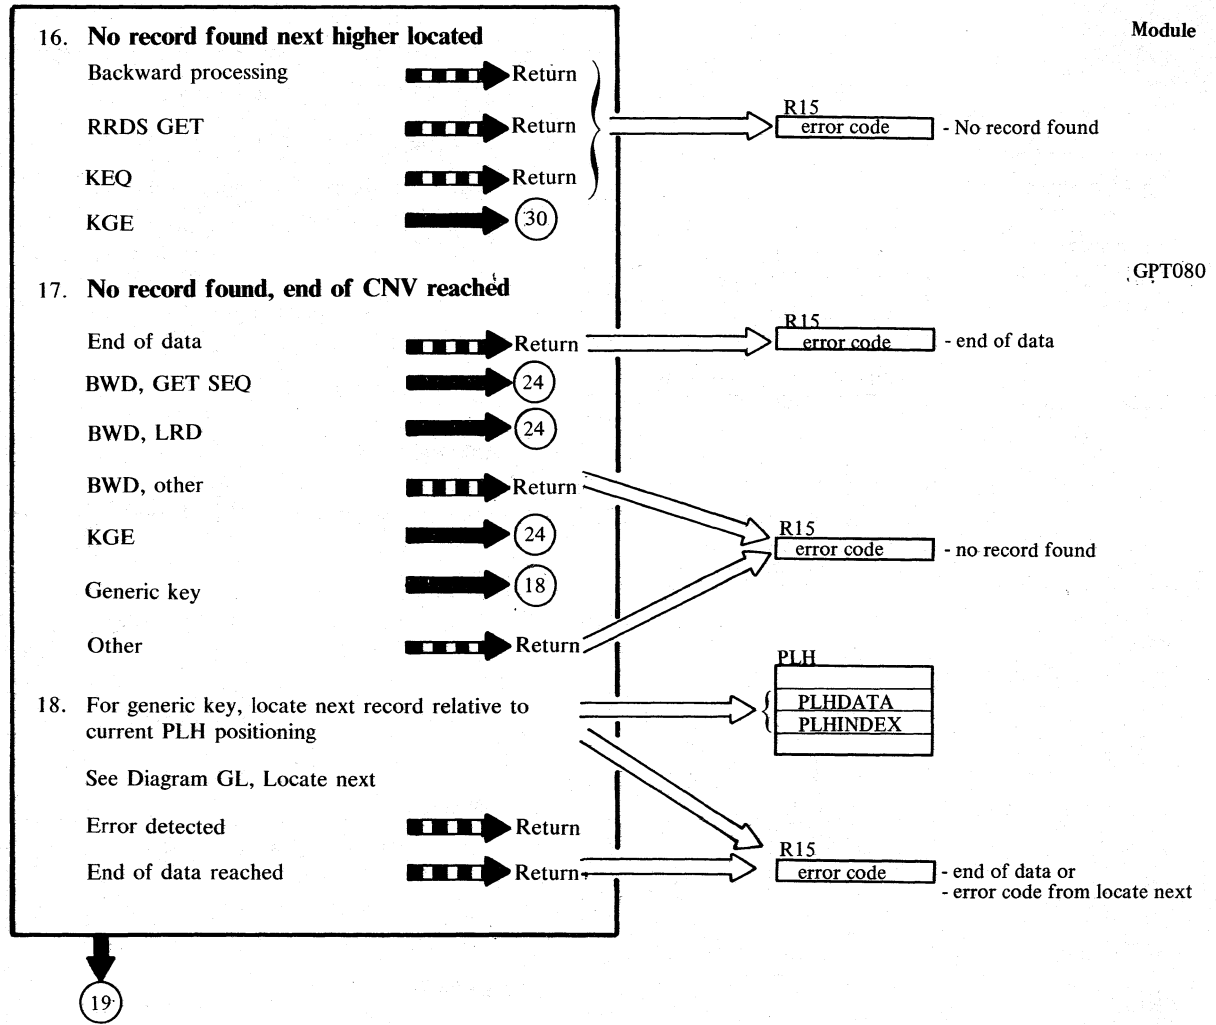 Module
16. No record found next higher located
Backward processing Return
R15
RRDS GET Return error code - No record found
KEQ Return
KGE 30
GPT080
17. No record found, end of CNV reached
R15
End of data Return error code - end of data
BWD, GET SEQ 24
BWD, LRD 24
BWD, other Return
R15
KGE 24 error code - no record found
Generic key 18
Other Return
PLH
18. For generic key, locate next record relative to PLHDATA
current PLH positioning PLHINDEX
See Diagram GL, Locate next
Error detected Return
R15
End of data reached Return error code - end of data or
- error code from locate next
19